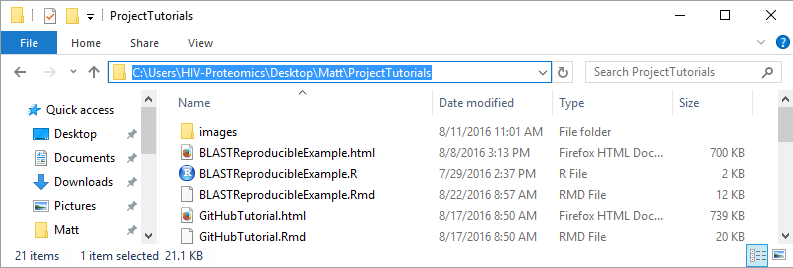 ProjectTutorials
File Home Share View
C:\Users\HIV-Proteomics\Desktop\Matt\ProjectTutorials Search ProjectTutorials
Quick access
Desktop
Documents
Downloads
Pictures
Matt
Name Date modified Type Size
images 8/11/2016 11:01 AM File folder
BLASTReproducibleExample.html 8/8/2016 3:13 PM Firefox HTML Doc... 700 KB
BLASTReproducibleExample.R 7/29/2016 2:37 PM R File 2 KB
BLASTReproducibleExample.Rmd 8/22/2016 8:57 AM RMD File 12 KB
GitHubTutorial.html 8/17/2016 8:50 AM Firefox HTML Doc... 739 KB
GitHubTutorial.Rmd 8/17/2016 8:50 AM RMD File 20 KB
21 items 1 item selected 21.1 KB